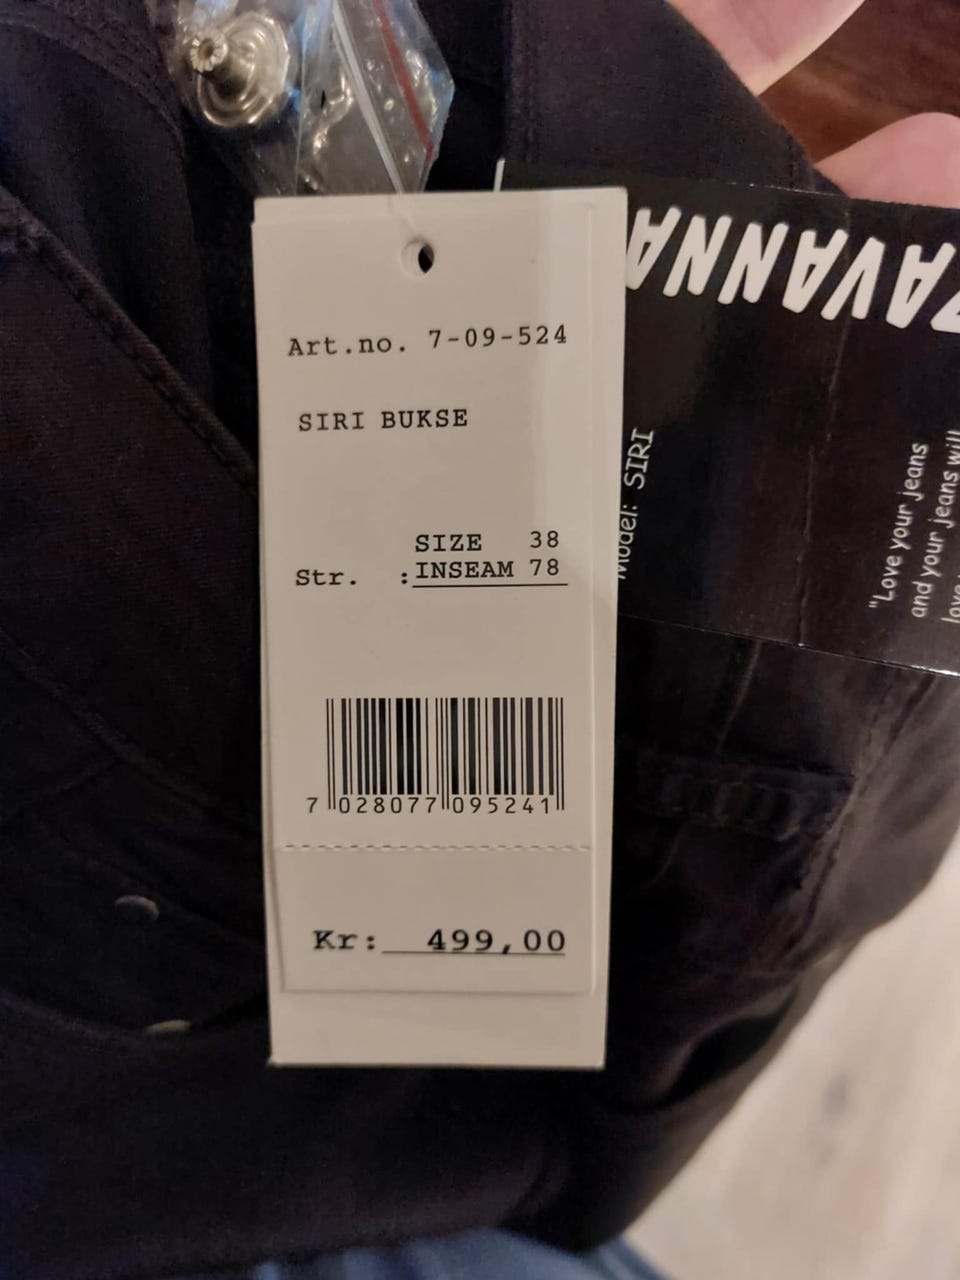 Art.no. 7-09-524
SIRI BUKSE
SIZE 38
Str. :INSEAM 78
7 028077 095241
Kr: 499,00
ZAVANNA
Model: SIRI
"Love your jeans
and your jeans will